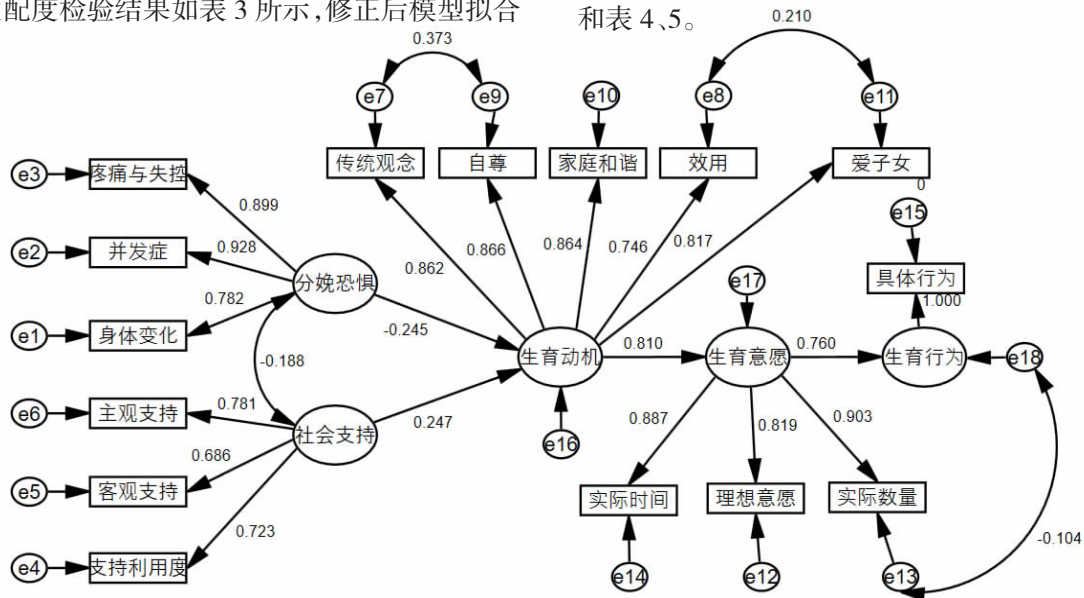 配度检验结果如表 3 所示,修正后模型拟合
和表 4、5。
0.373
0.210
e7
e9
e10
e8
e11
传统观念
自尊
家庭和谐
效用
爱子女
0
e3
疼痛与失控
0.899
e2
并发症
0.928
e1
身体变化
0.782
分娩恐惧
0.862
0.866
0.864
0.746
0.817
e15
具体行为
1.000
e17
-0.245
-0.188
生育动机
0.810
生育意愿
0.760
生育行为
e18
e6
主观支持
0.781
社会支持
0.247
e16
e5
客观支持
0.686
e4
支持利用度
0.723
0.887
0.819
0.903
实际时间
理想意愿
实际数量
e14
e12
e13
-0.104